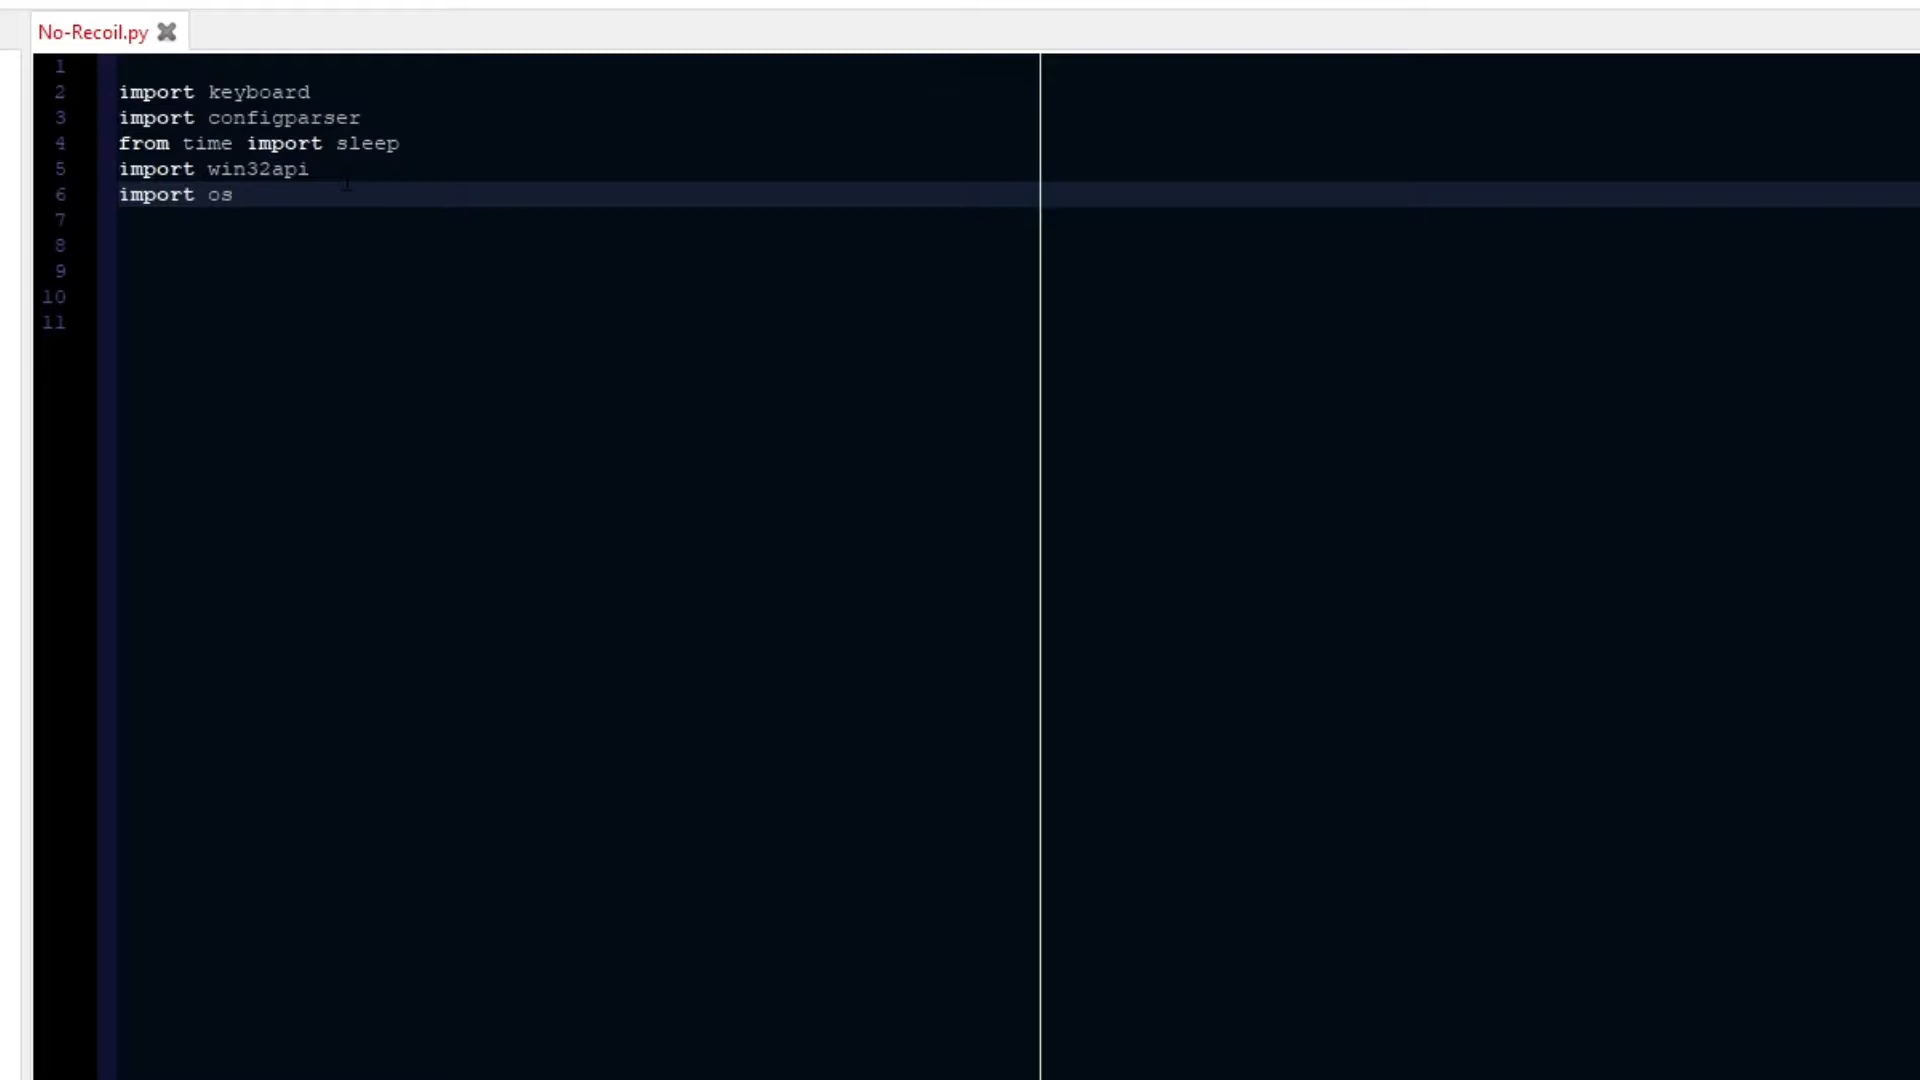 No-Recoil.py
1
2 import keyboard
3 import configparser
4 from time import sleep
5 import win32api
6 import os
7
8
9
10
11